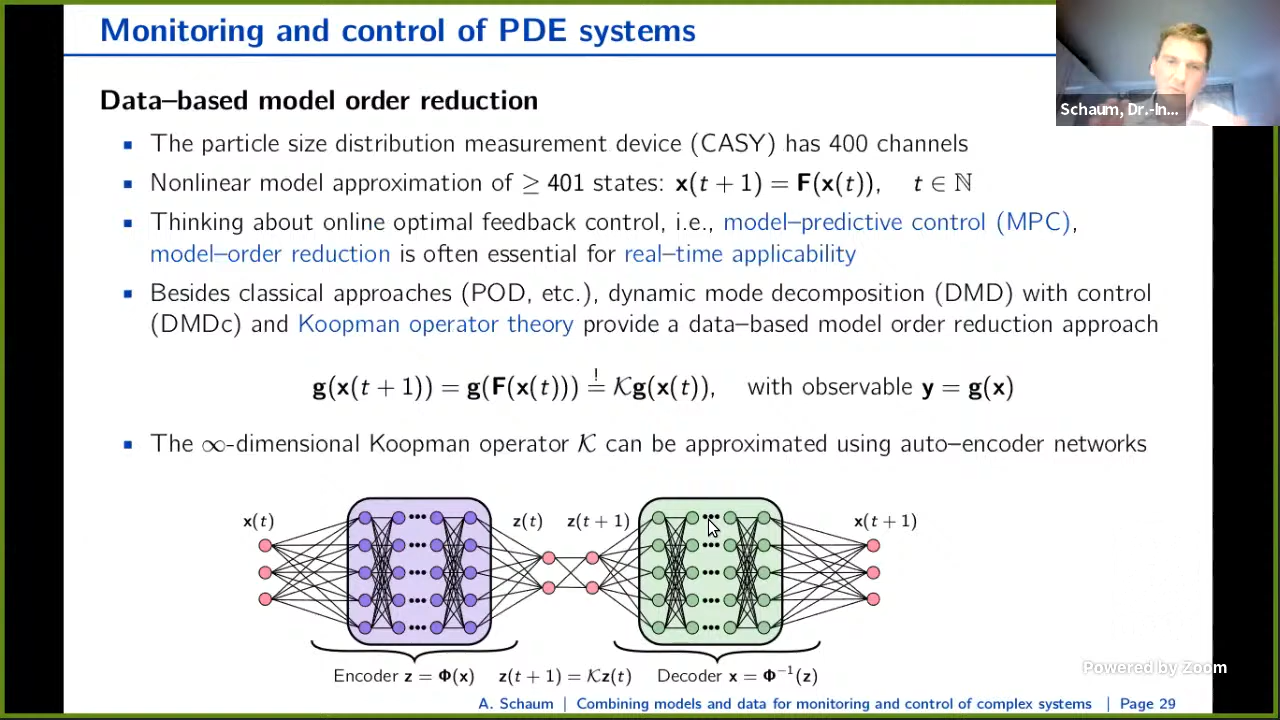 Monitoring and control of PDE systems
Schaum, Dr.-In...
Data–based model order reduction
▪ The particle size distribution measurement device (CASY) has 400 channels
▪ Nonlinear model approximation of ≥ 401 states: x(t + 1) = F(x(t)), t ∈ ℕ
▪ Thinking about online optimal feedback control, i.e., model–predictive control (MPC),
model–order reduction is often essential for real–time applicability
▪ Besides classical approaches (POD, etc.), dynamic mode decomposition (DMD) with control
(DMDc) and Koopman operator theory provide a data–based model order reduction approach
g(x(t + 1)) = g(F(x(t))) =! 𝒦g(x(t)), with observable y = g(x)
▪ The ∞-dimensional Koopman operator 𝒦 can be approximated using auto–encoder networks
x(t) z(t) z(t + 1) x(t + 1)
Encoder z = Φ(x) z(t + 1) = 𝒦z(t) Decoder x = Φ⁻¹(z)
Powered by Zoom
A. Schaum | Combining models and data for monitoring and control of complex systems | Page 29